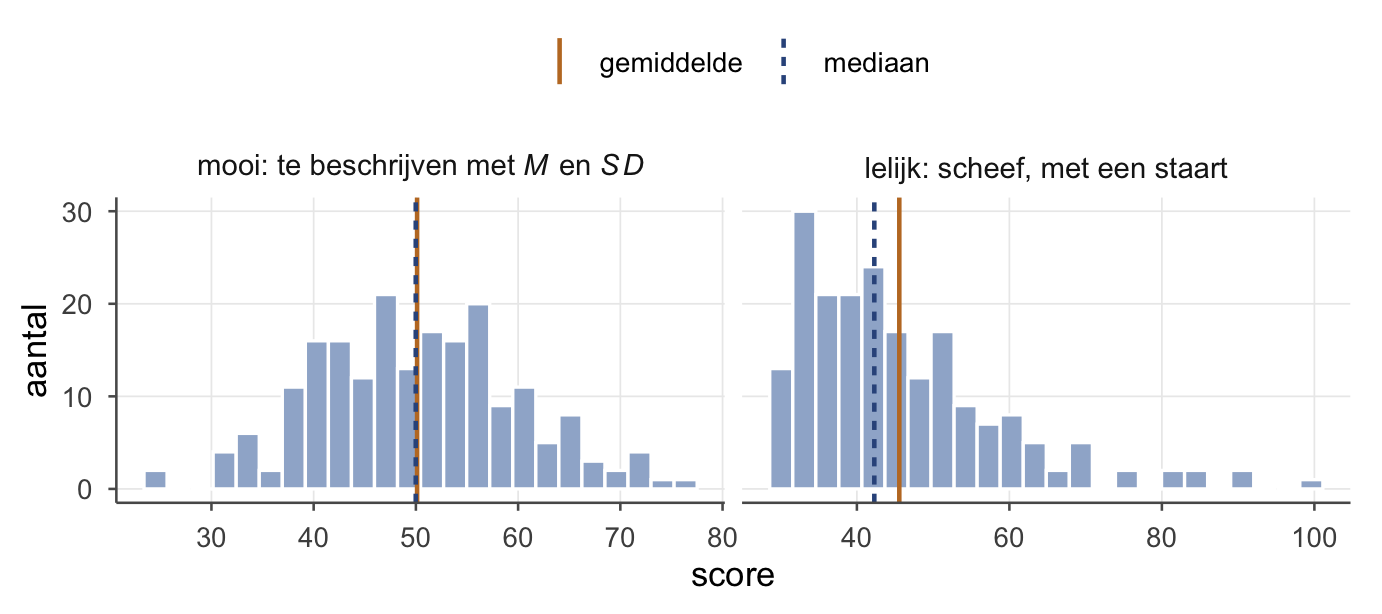 gemiddelde mediaan
mooi: te beschrijven met M en SD
lelijk: scheef, met een staart
aantal
30
20
10
0
30 40 50 60 70 80
40 60 80 100
score